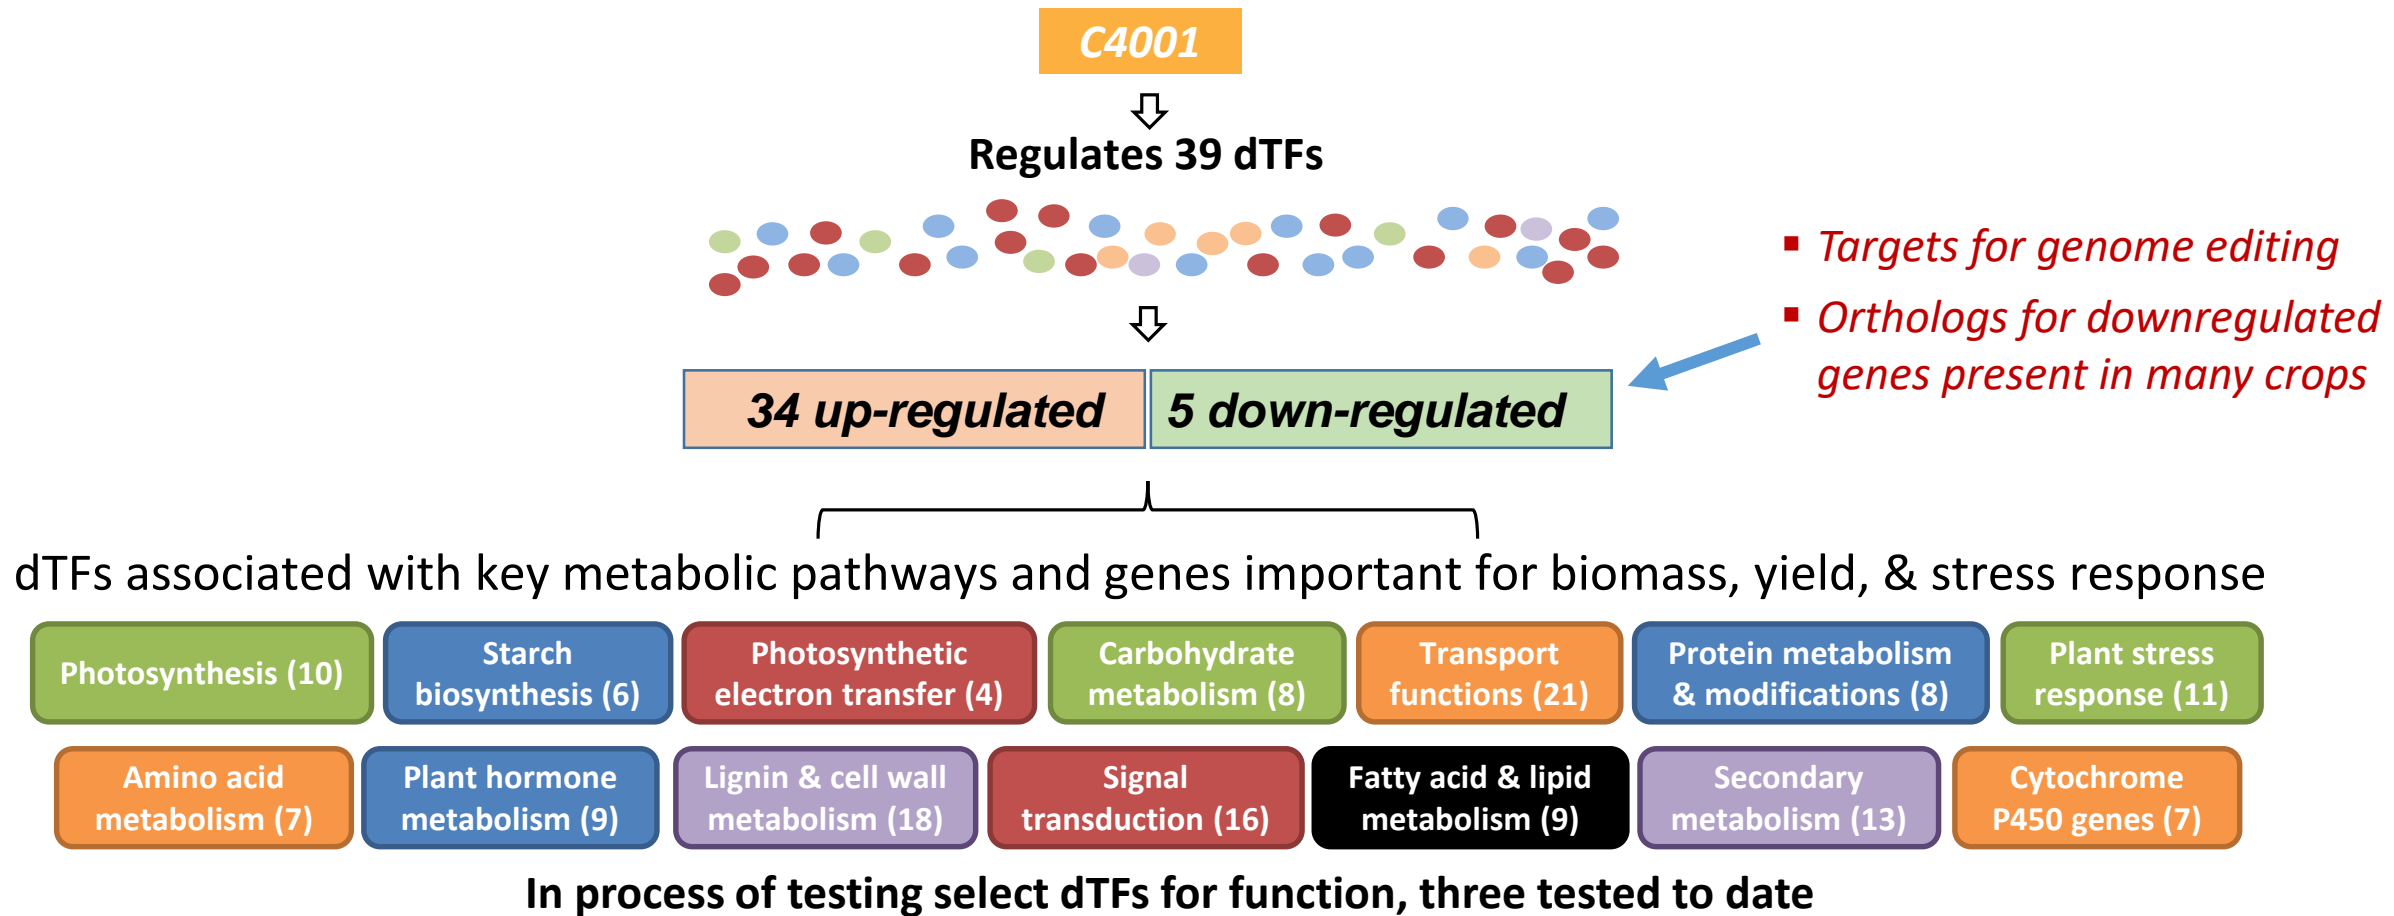 C4001
Regulates 39 dTFs
▪ Targets for genome editing
▪ Orthologs for downregulated
genes present in many crops
34 up-regulated
5 down-regulated
dTFs associated with key metabolic pathways and genes important for biomass, yield, & stress response
Photosynthesis (10)
Starch
biosynthesis (6)
Photosynthetic
electron transfer (4)
Carbohydrate
metabolism (8)
Transport
functions (21)
Protein metabolism
& modifications (8)
Plant stress
response (11)
Amino acid
metabolism (7)
Plant hormone
metabolism (9)
Lignin & cell wall
metabolism (18)
Signal
transduction (16)
Fatty acid & lipid
metabolism (9)
Secondary
metabolism (13)
Cytochrome
P450 genes (7)
In process of testing select dTFs for function, three tested to date